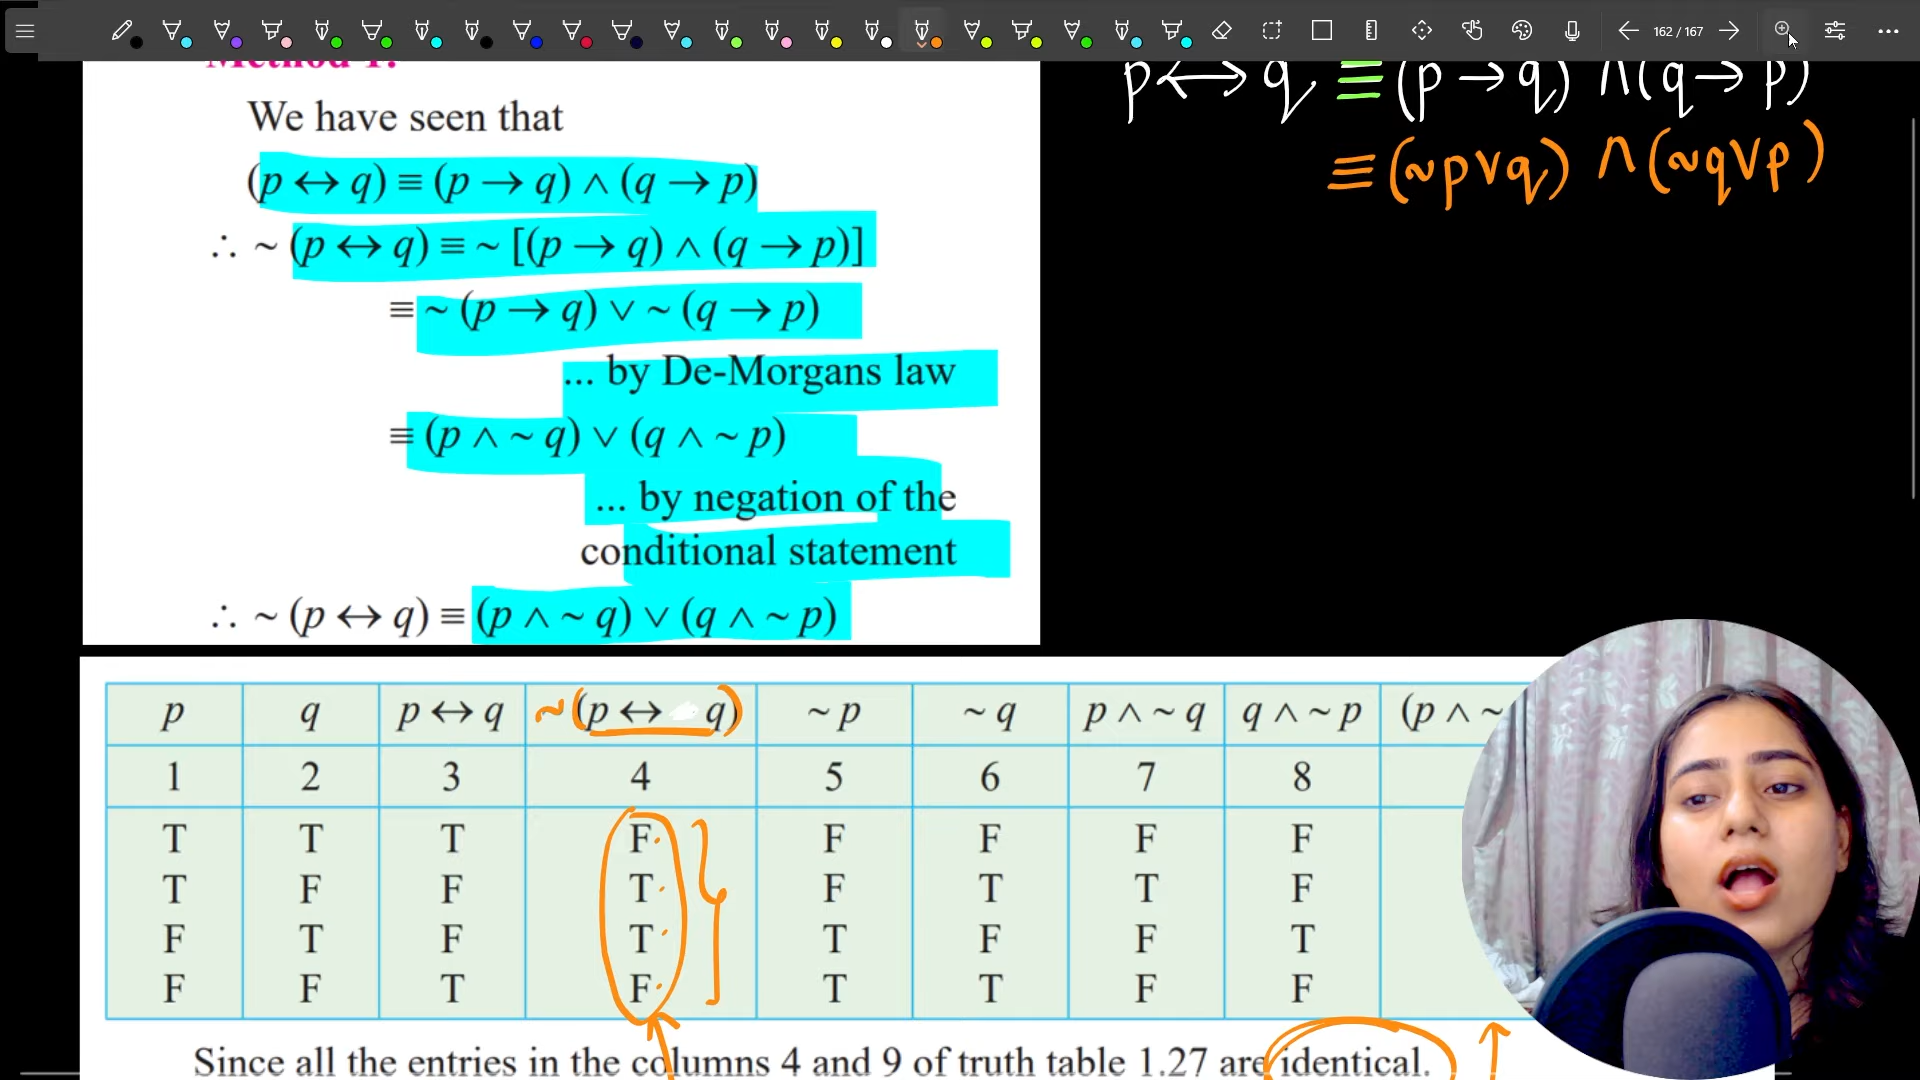 162 / 167
Method 1:
We have seen that
(p ↔ q) ≡ (p → q) ∧ (q → p)
∴ ~ (p ↔ q) ≡ ~ [(p → q) ∧ (q → p)]
≡ ~ (p → q) ∨ ~ (q → p)
... by De-Morgans law
≡ (p ∧ ~ q) ∨ (q ∧ ~ p)
... by negation of the
conditional statement
∴ ~ (p ↔ q) ≡ (p ∧ ~ q) ∨ (q ∧ ~ p)
p ↔ q ≡ (p → q) ∧ (q → p)
≡ (~p ∨ q) ∧ (~q ∨ p)
p q p ↔ q ~(p ↔ q) ~ p ~ q p ∧ ~ q q ∧ ~ p (p ∧ ~
1 2 3 4 5 6 7 8
T T T F F F F F
T F F T F T T F
F T F T T F F T
F F T F T T F F
Since all the entries in the columns 4 and 9 of truth table 1.27 are identical.